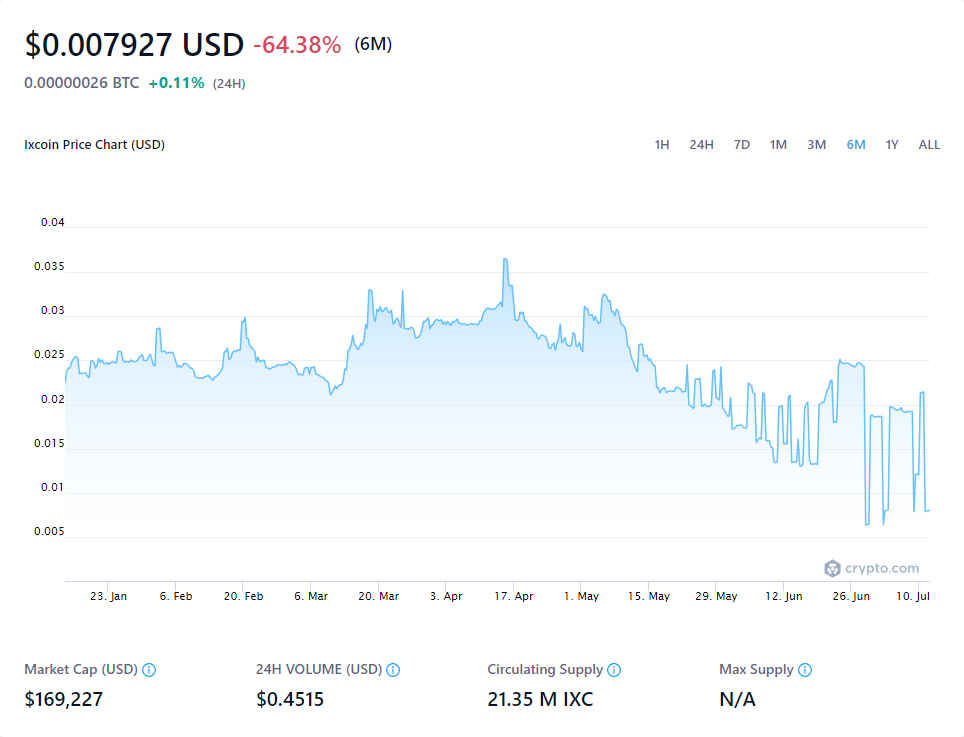 $0.007927 USD -64.38% (6M)
0.00000026 BTC +0.11% (24H)
Ixcoin Price Chart (USD)
1H 24H 7D 1M 3M 6M 1Y ALL
0.04
0.035
0.03
0.025
0.02
0.015
0.01
0.005
crypto.com
23. Jan 6. Feb 20. Feb 6. Mar 20. Mar 3. Apr 17. Apr 1. May 15. May 29. May 12. Jun 26. Jun 10. Jul
Market Cap (USD) 24H VOLUME (USD) Circulating Supply Max Supply
$169,227 $0.4515 21.35 M IXC N/A